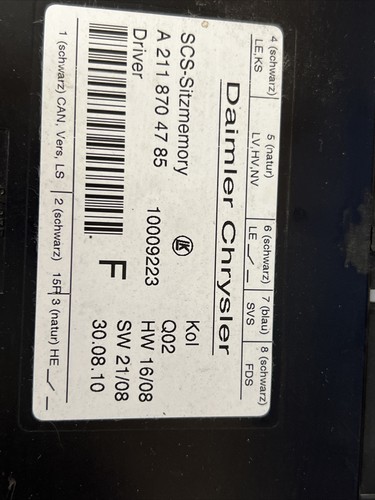 4 (schwarz) 5 (natur) 6 (schwarz) 7 (blau) 8 (schwarz)
LE,KS LV,HV,NV LE _/_ SVS FDS
Daimler Chrysler
SCS-Sitzmemory Kol
A 211 870 47 85 Q02
Driver 10009223 HW 16/08
F SW 21/08
30.08.10
1 (schwarz) CAN, Vers, LS 2 (schwarz) 15R 3 (natur) HE _/_